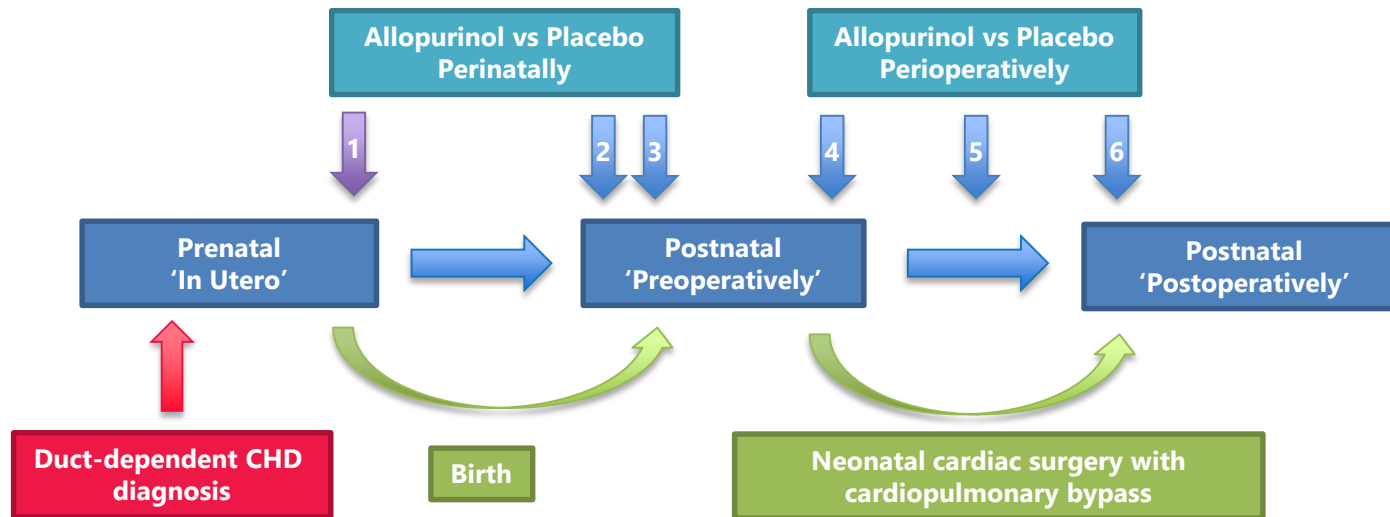 Allopurinol vs Placebo
Perinatally
Allopurinol vs Placebo
Perioperatively
1
2
3
4
5
6
Prenatal
‘In Utero’
Postnatal
‘Preoperatively’
Postnatal
‘Postoperatively’
Duct-dependent CHD
diagnosis
Birth
Neonatal cardiac surgery with
cardiopulmonary bypass